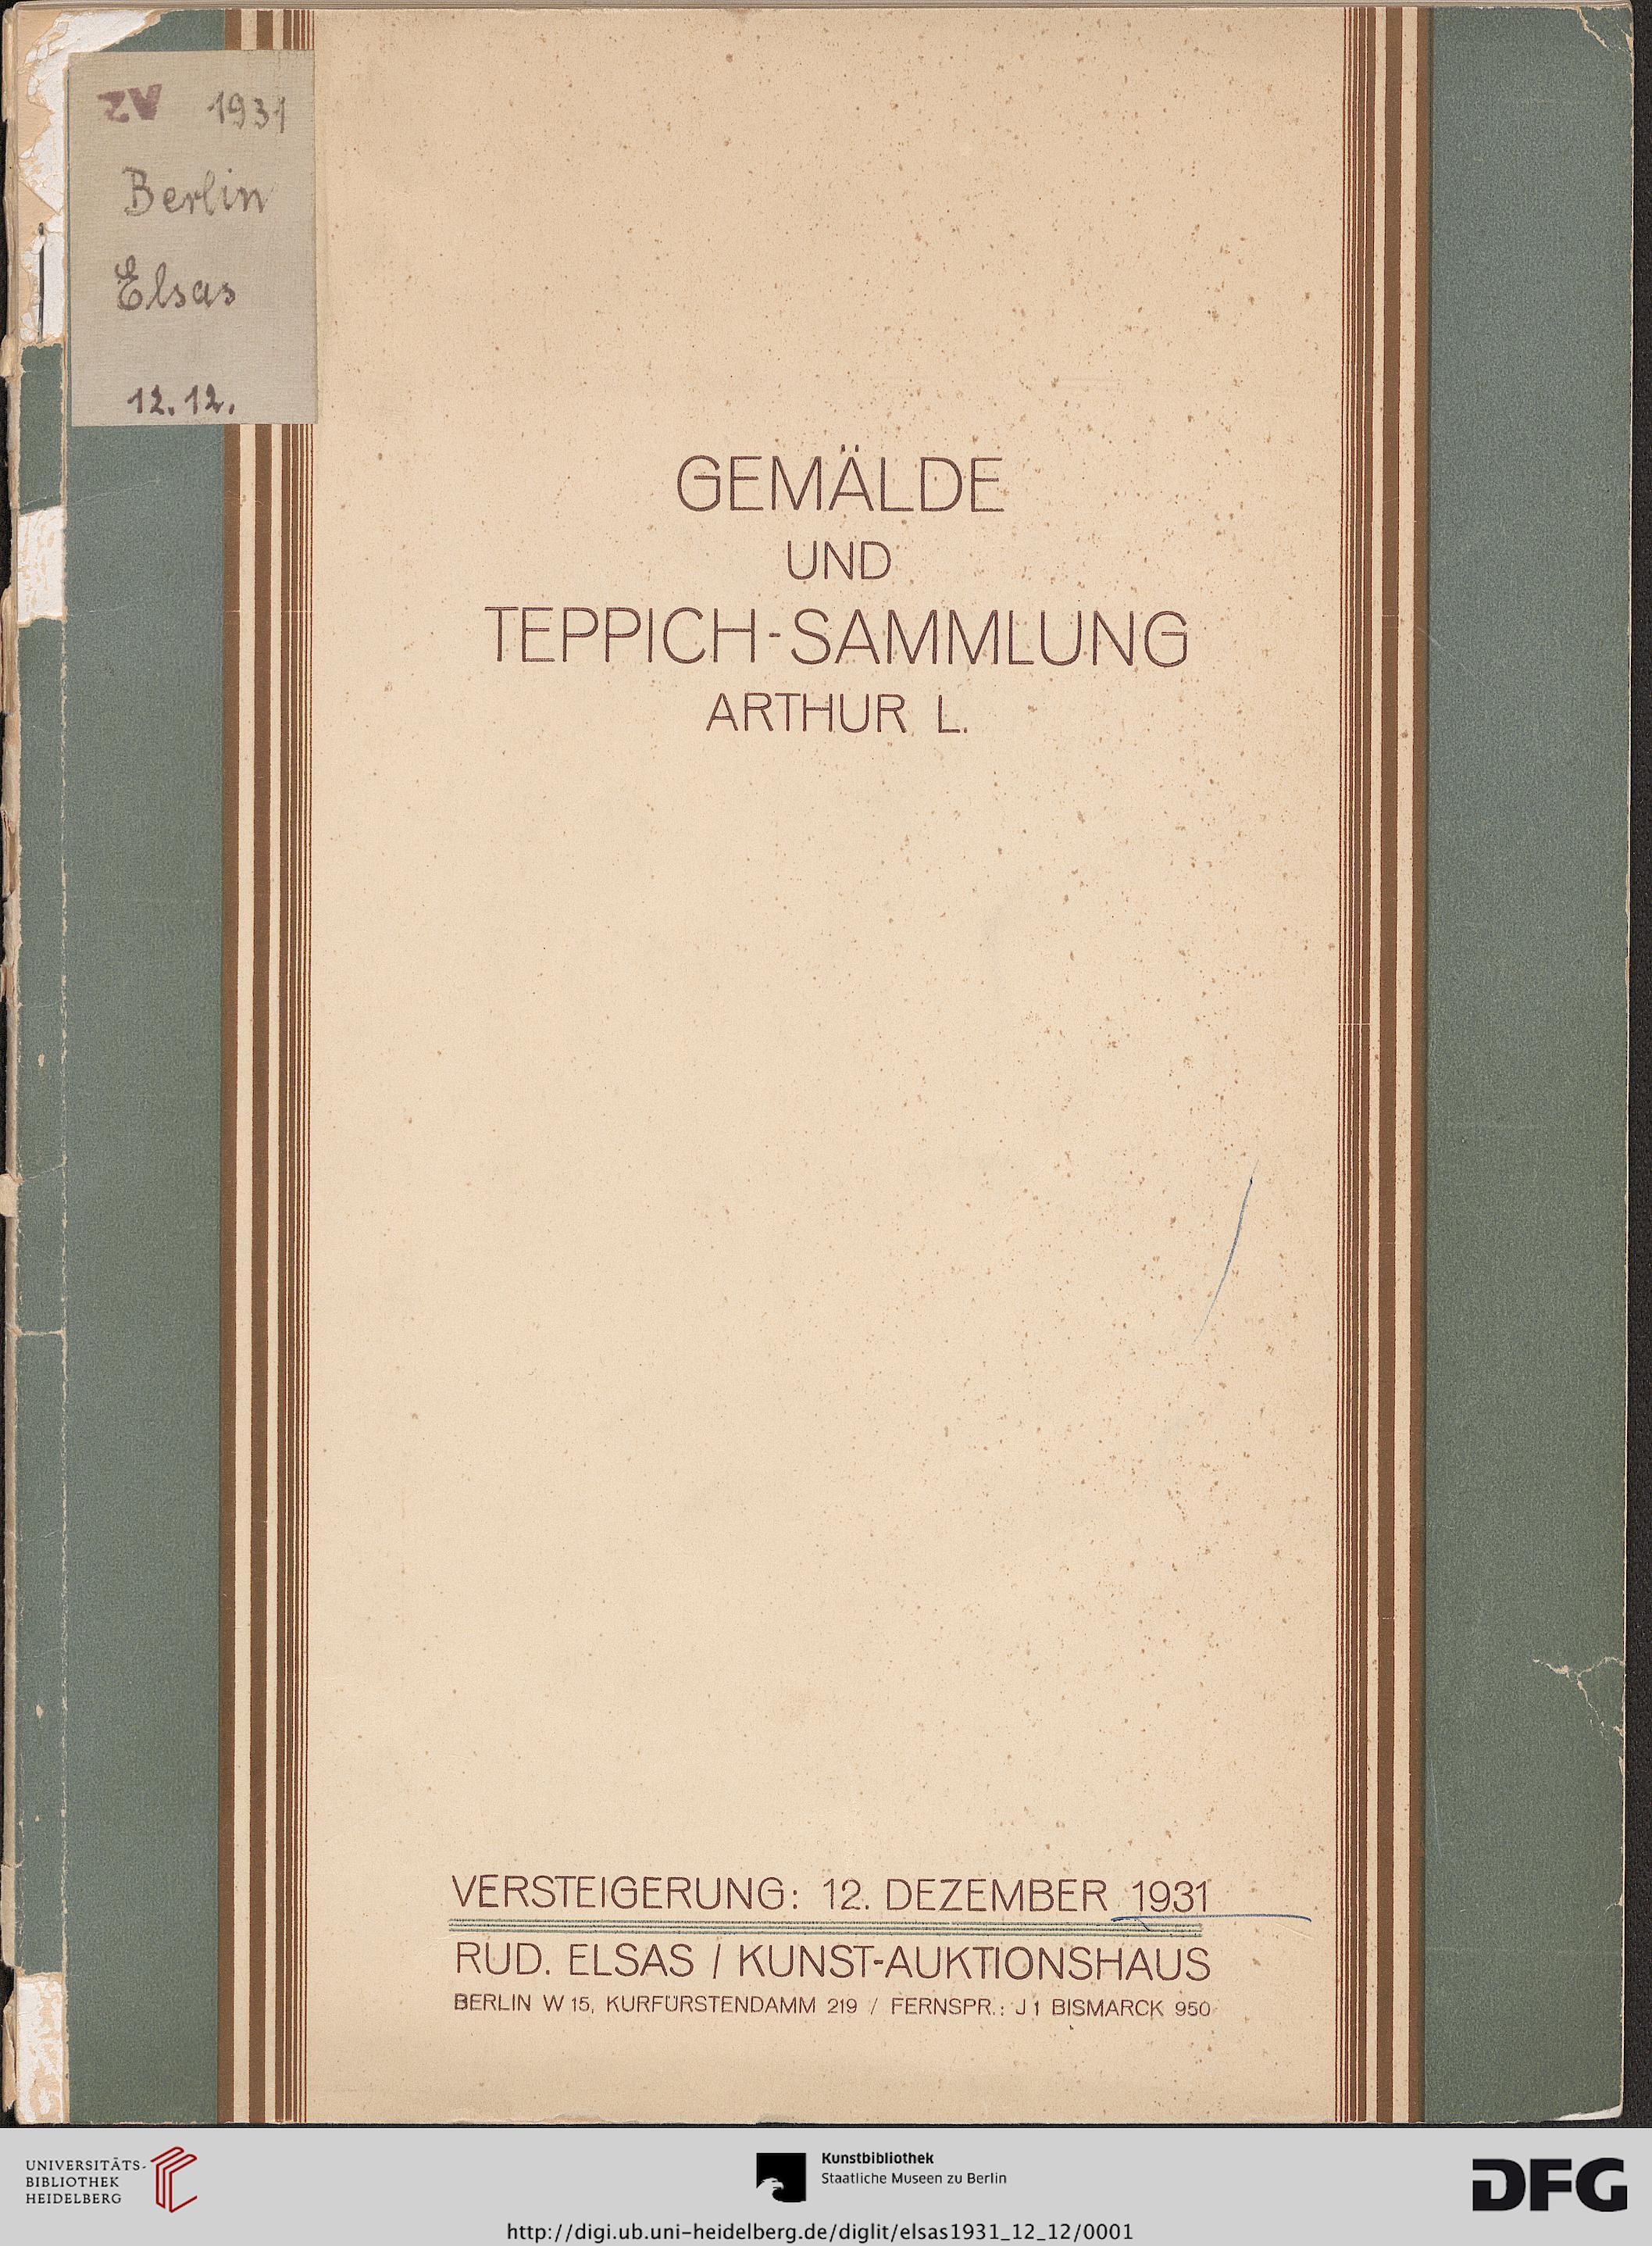 ZV 1931
Berlin
Elsas
12.12.
GEMÄLDE
UND
TEPPICH-SAMMLUNG
ARTHUR L.
VERSTEIGERUNG: 12. DEZEMBER 1931
RUD. ELSAS / KUNST-AUKTIONSHAUS
BERLIN W 15, KURFÜRSTENDAMM 219 / FERNSPR.: J 1 BISMARCK 950
UNIVERSITÄTS-
BIBLIOTHEK
HEIDELBERG
Kunstbibliothek
Staatliche Museen zu Berlin
DFG
http://digi.ub.uni-heidelberg.de/diglit/elsas1931_12_12/0001